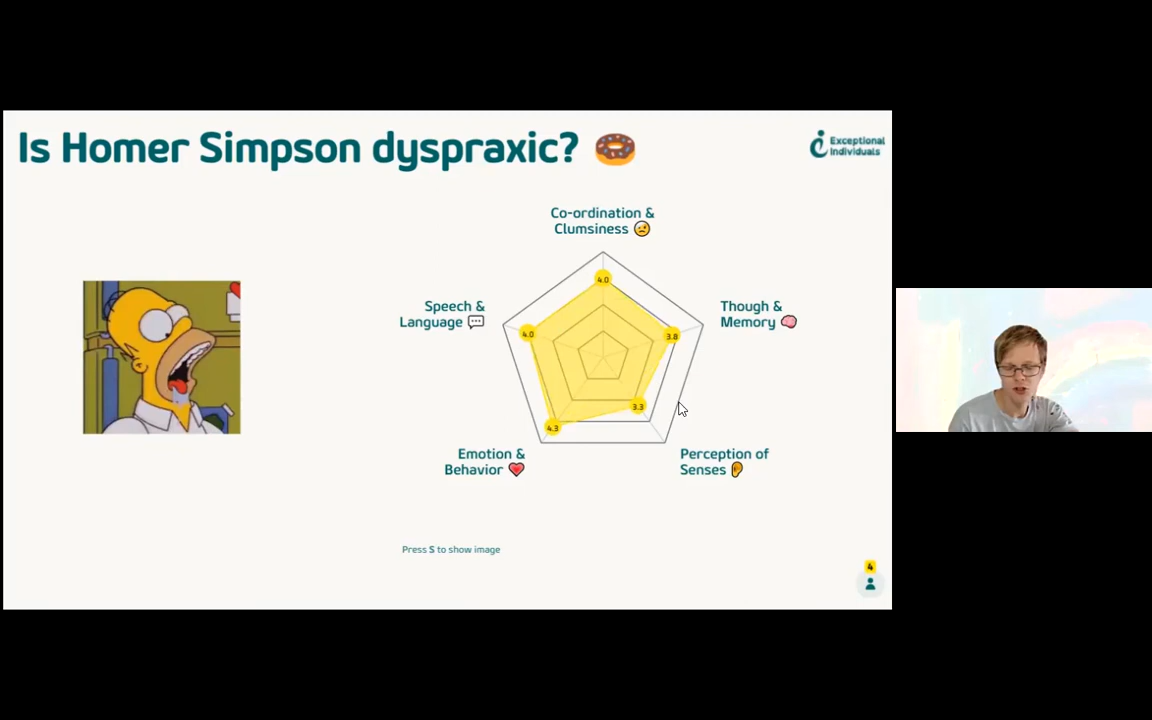 Is Homer Simpson dyspraxic?
Exceptional
Individuals
Co-ordination &
Clumsiness
4.0
Speech &
Language
4.0
Though &
Memory
3.8
3.3
4.3
Emotion &
Behavior
Perception of
Senses
Press S to show image
4